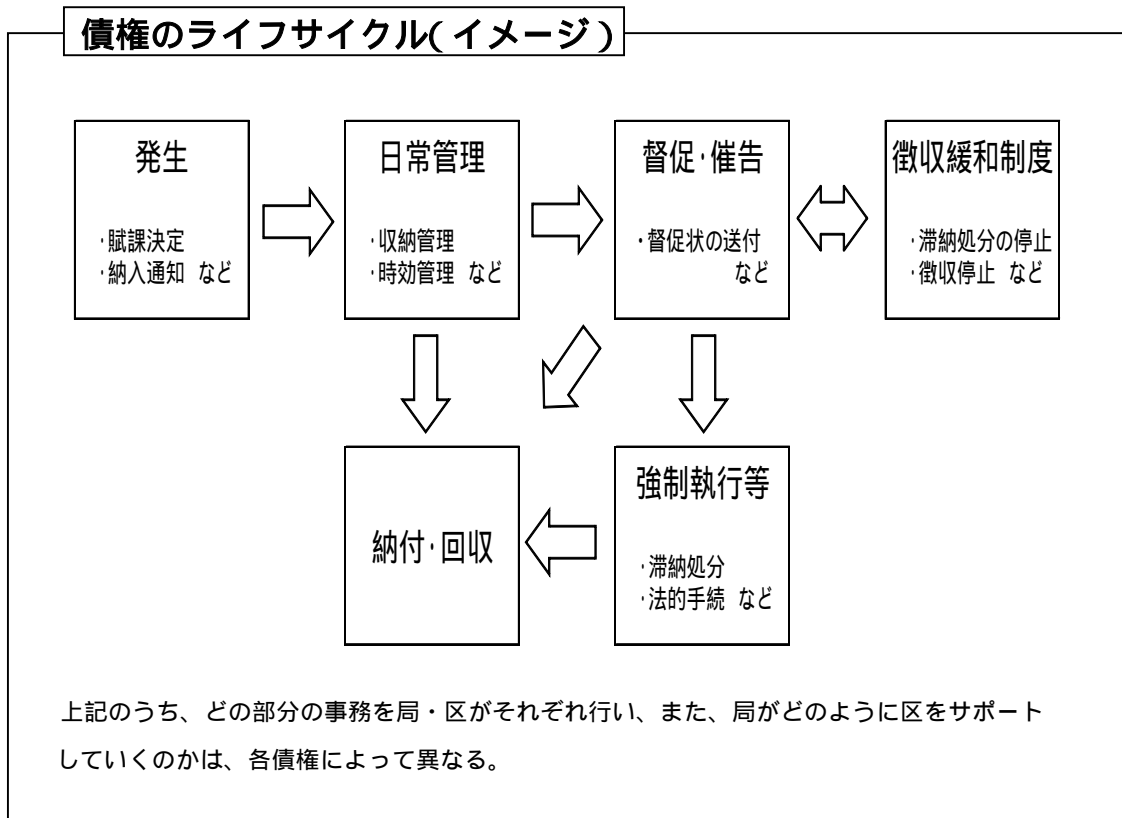 債権のライフサイクル(イメージ)
発生
・賦課決定
・納入通知 など
日常管理
・収納管理
・時効管理 など
督促・催告
・督促状の送付
など
徴収緩和制度
・滞納処分の停止
・徴収停止 など
納付・回収
強制執行等
・滞納処分
・法的手続 など
上記のうち、どの部分の事務を局・区がそれぞれ行い、また、局がどのように区をサポート
していくのかは、各債権によって異なる。